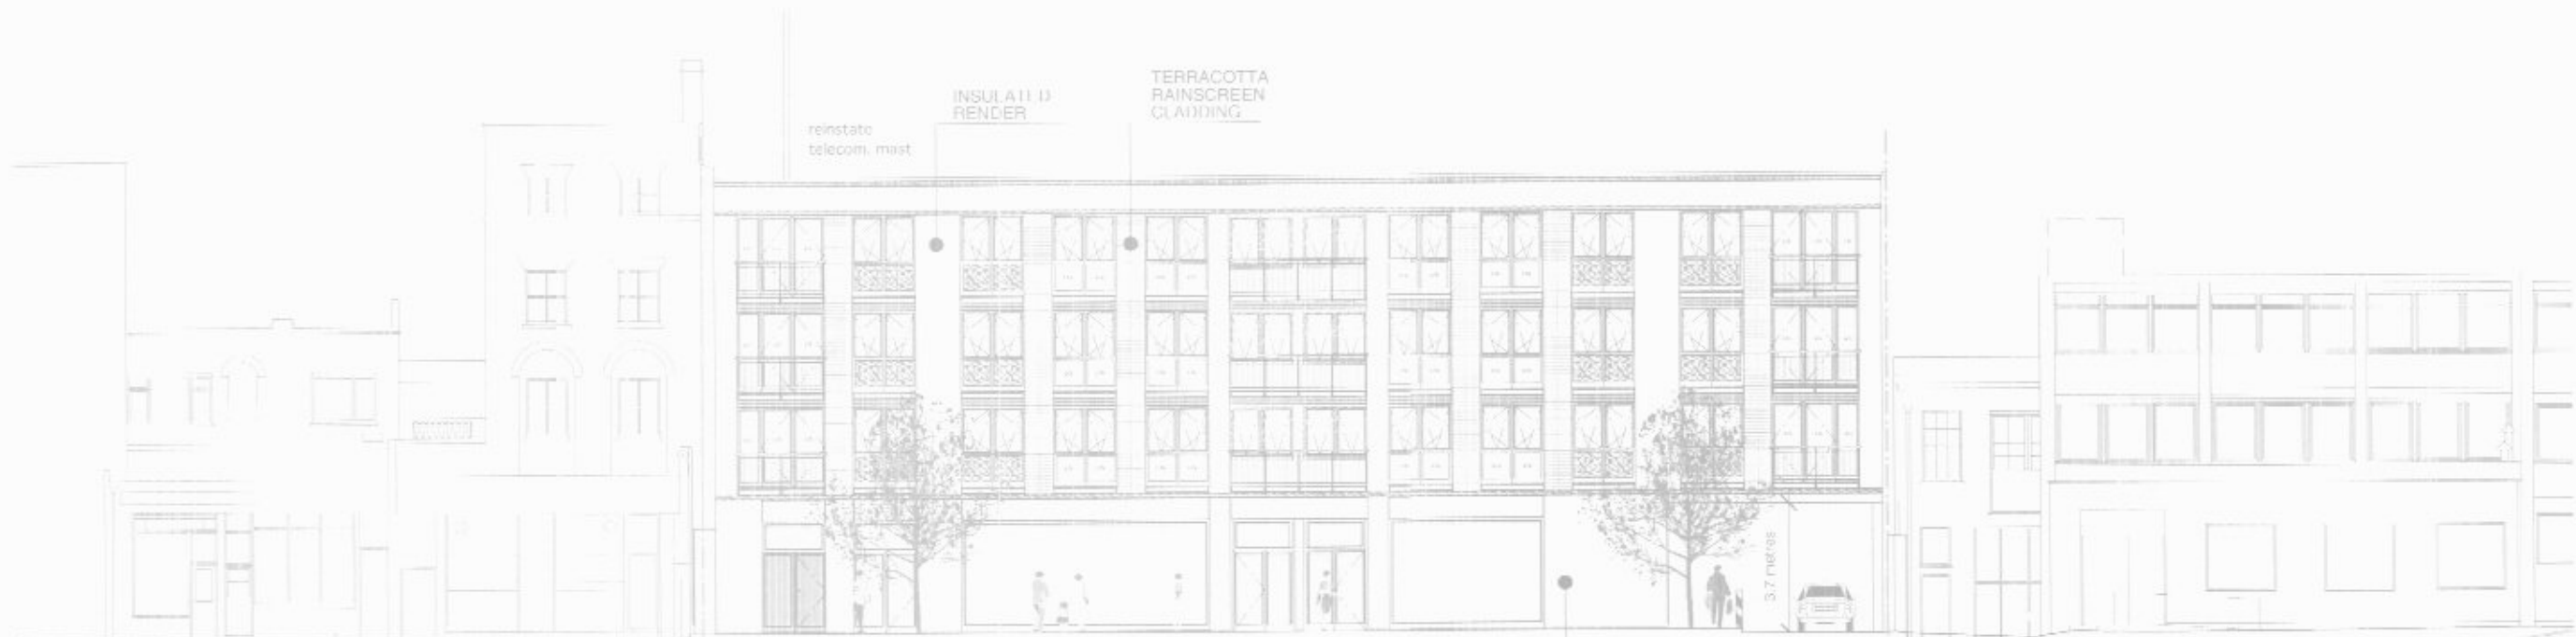 INSULATED
RENDER
TERRACOTTA
RAINSCREEN
CLADDING
reinstate
telecom. mast
3.7 metres